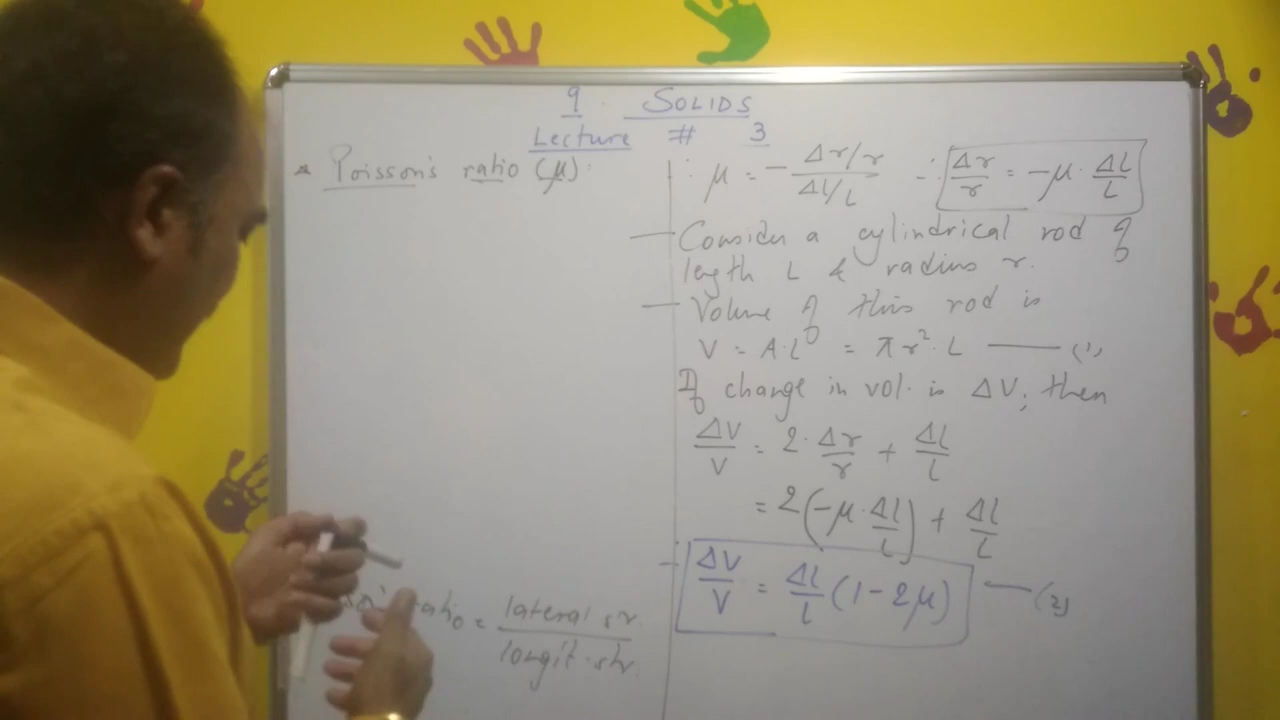 9. SOLIDS
Lecture # 3
Poisson's ratio (μ):
ratio = lateral str / longit. str
∴ μ = - Δr/r / Δl/L ∴ Δr/r = -μ · Δl/L
— Consider a cylindrical rod of
length L & radius r.
— Volume of this rod is
V = A·L = πr²·L —— (1)
If change in vol. is ΔV, then
ΔV/V = 2·Δr/r + Δl/L
= 2(-μ·Δl/L) + Δl/L
ΔV/V = Δl/L (1-2μ) —— (2)